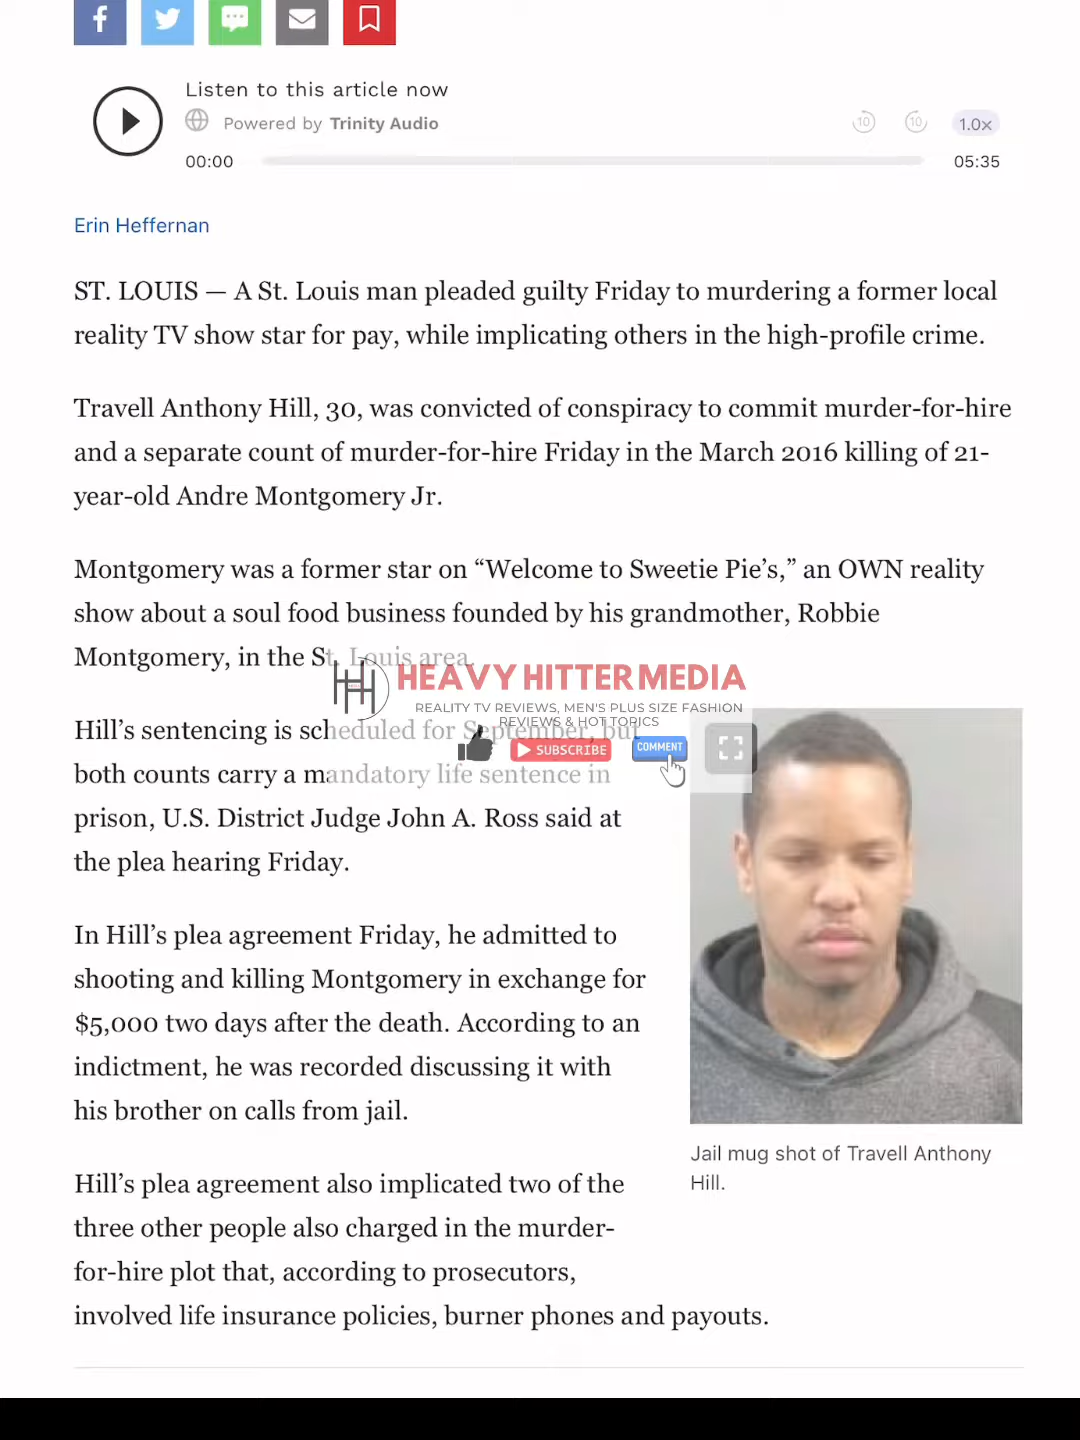 Listen to this article now
Powered by Trinity Audio
10
10
1.0x
00:00
05:35
Erin Heffernan
ST. LOUIS — A St. Louis man pleaded guilty Friday to murdering a former local
reality TV show star for pay, while implicating others in the high-profile crime.
Travell Anthony Hill, 30, was convicted of conspiracy to commit murder-for-hire
and a separate count of murder-for-hire Friday in the March 2016 killing of 21-
year-old Andre Montgomery Jr.
Montgomery was a former star on “Welcome to Sweetie Pie’s,” an OWN reality
show about a soul food business founded by his grandmother, Robbie
Montgomery, in the St. Louis area.
HEAVY HITTER MEDIA
REALITY TV REVIEWS, MEN'S PLUS SIZE FASHION
REVIEWS & HOT TOPICS
SUBSCRIBE
COMMENT
Hill’s sentencing is scheduled for September, but
both counts carry a mandatory life sentence in
prison, U.S. District Judge John A. Ross said at
the plea hearing Friday.
In Hill’s plea agreement Friday, he admitted to
shooting and killing Montgomery in exchange for
$5,000 two days after the death. According to an
indictment, he was recorded discussing it with
his brother on calls from jail.
Jail mug shot of Travell Anthony
Hill.
Hill’s plea agreement also implicated two of the
three other people also charged in the murder-
for-hire plot that, according to prosecutors,
involved life insurance policies, burner phones and payouts.